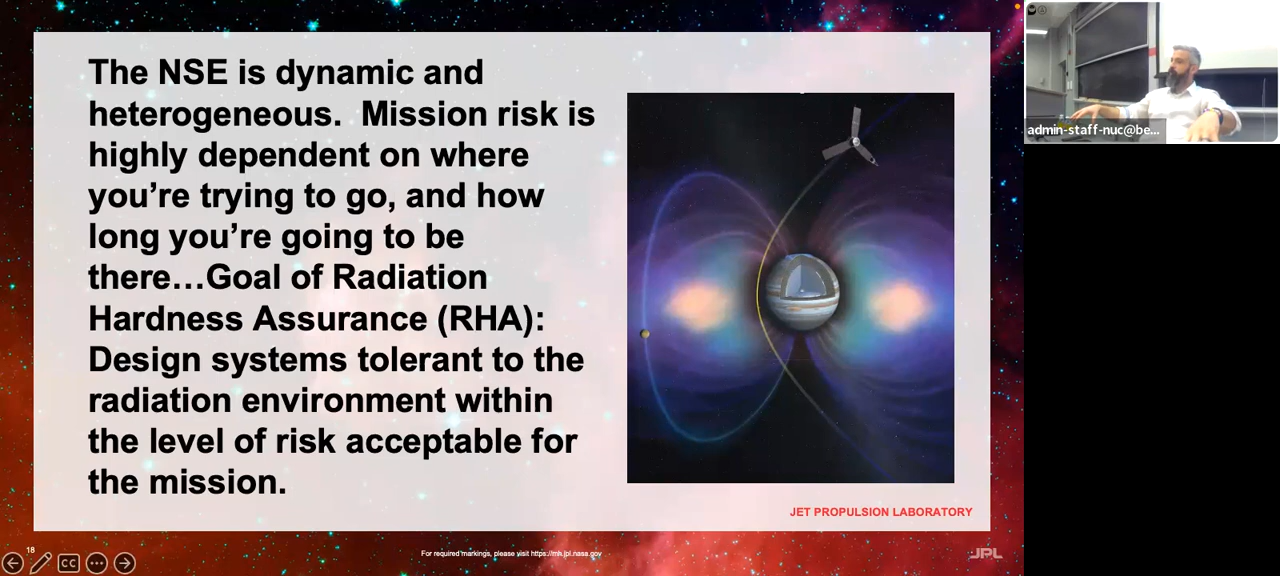 The NSE is dynamic and
heterogeneous.  Mission risk is
highly dependent on where
you’re trying to go, and how
long you’re going to be
there…Goal of Radiation
Hardness Assurance (RHA):
Design systems tolerant to the
radiation environment within
the level of risk acceptable for
the mission.
JET PROPULSION LABORATORY
18
For required markings, please visit https://mh.jpl.nasa.gov
JPL
CC
admin-staff-nuc@be...